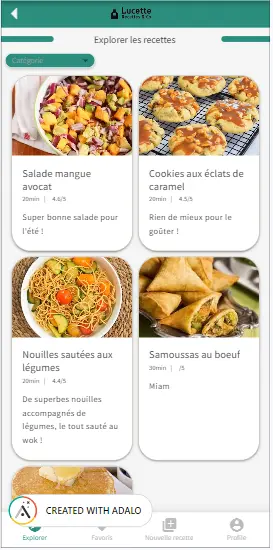 Lucette
Recettes & Co
Explorer les recettes
Catégorie
Salade mangue
avocat
20min | 4.6/5
Super bonne salade pour
l'été !
Cookies aux éclats de
caramel
20min | 4.5/5
Rien de mieux pour le
goûter !
Nouilles sautées aux
légumes
20min | 4.4/5
De superbes nouilles
accompagnés de
légumes, le tout sauté au
wok !
Samoussas au boeuf
30min | /5
Miam
CREATED WITH ADALO
Explorer
Favoris
Nouvelle recette
Profile